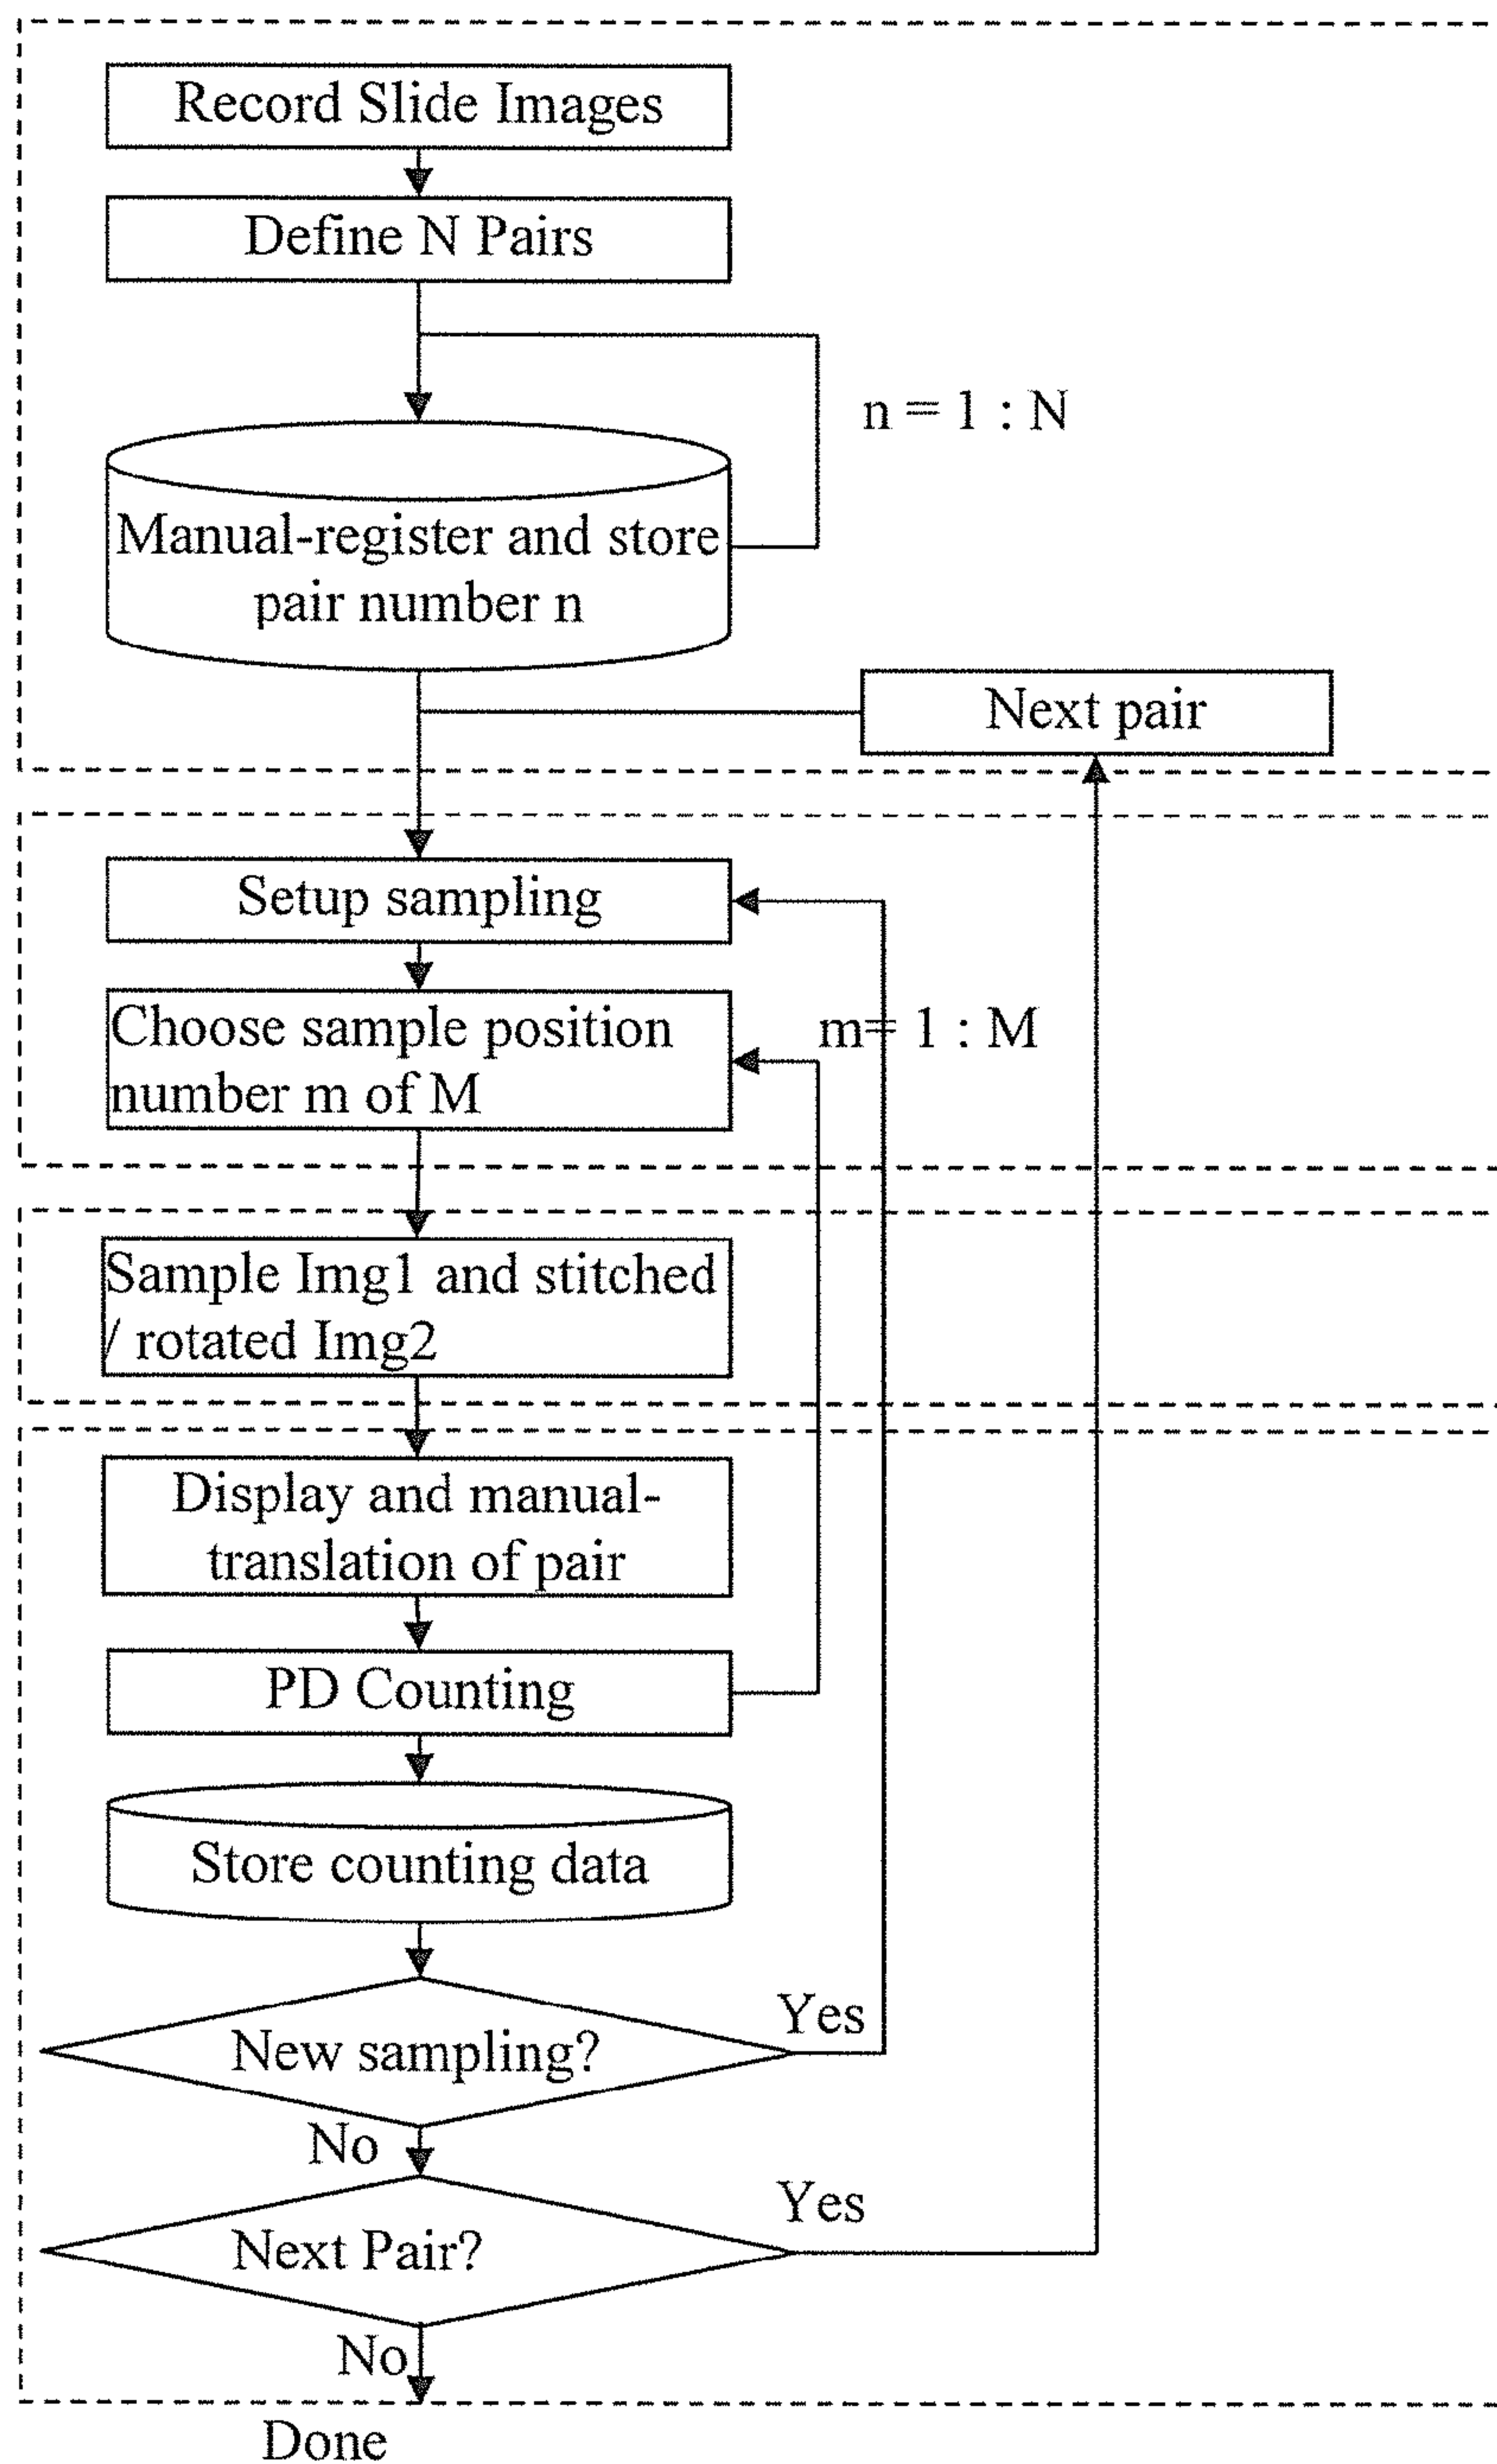 Record Slide Images
Define N Pairs
n = 1 : N
Manual-register and store
pair number n
Next pair
Setup sampling
Choose sample position
number m of M
m= 1 : M
Sample Img1 and stitched
/ rotated Img2
Display and manual-
translation of pair
PD Counting
Store counting data
New sampling?
Yes
No
Next Pair?
Yes
No
Done